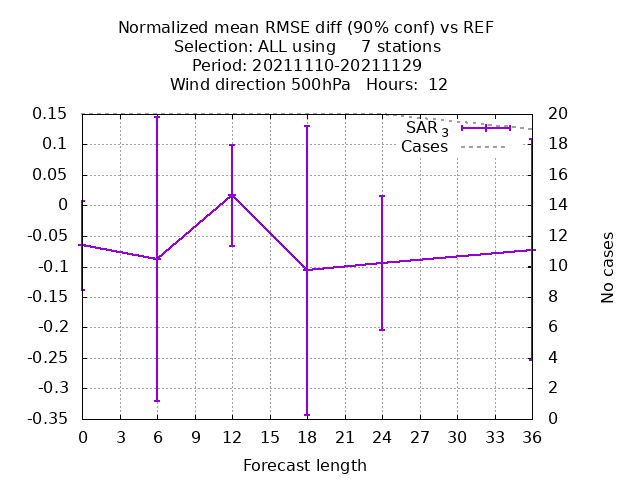 Normalized mean RMSE diff (90% conf) vs REF
Selection: ALL using 7 stations
Period: 20211110-20211129
Wind direction 500hPa Hours: 12
0.15
0.1
0.05
0
-0.05
-0.1
-0.15
-0.2
-0.25
-0.3
-0.35
SAR 3
Cases
20
18
16
14
12
10
8
6
4
2
0
No cases
0 3 6 9 12 15 18 21 24 27 30 33 36
Forecast length